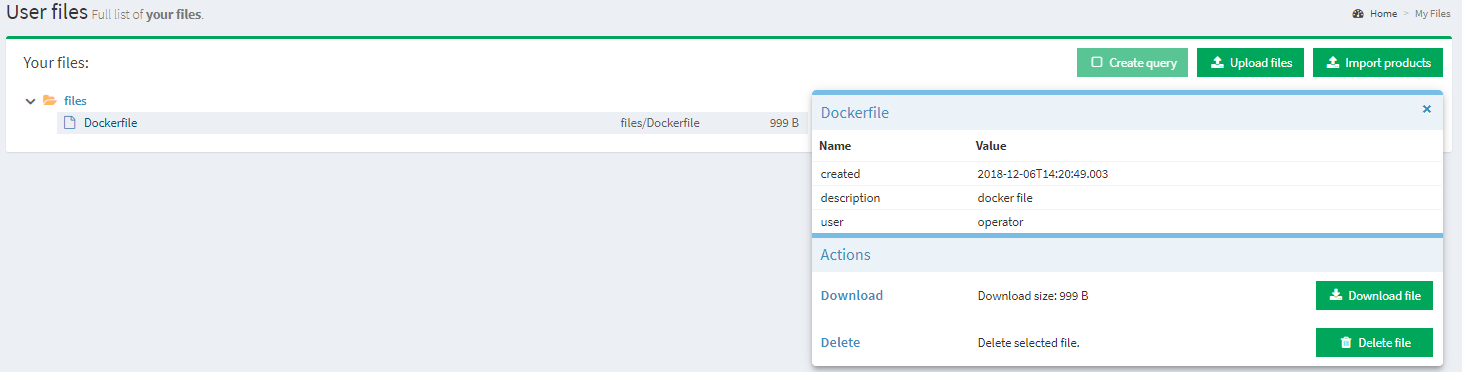 User files Full list of your files.
Home > My Files
Your files:
Create query
Upload files
Import products
files
Dockerfile files/Dockerfile 999 B
Dockerfile ×
Name Value
created 2018-12-06T14:20:49.003
description docker file
user operator
Actions
Download Download size: 999 B Download file
Delete Delete selected file. Delete file